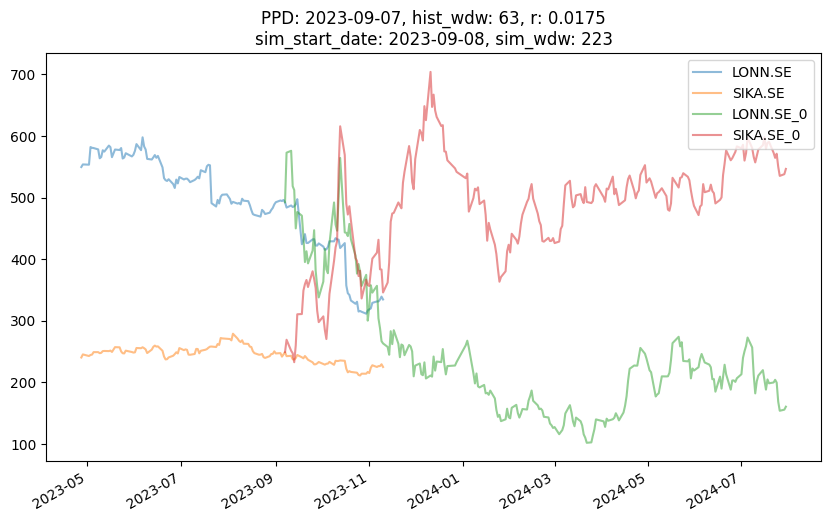 PPD: 2023-09-07, hist_wdw: 63, r: 0.0175
sim_start_date: 2023-09-08, sim_wdw: 223
LONN.SE
SIKA.SE
LONN.SE_0
SIKA.SE_0
700
600
500
400
300
200
100
2023-05
2023-07
2023-09
2023-11
2024-01
2024-03
2024-05
2024-07